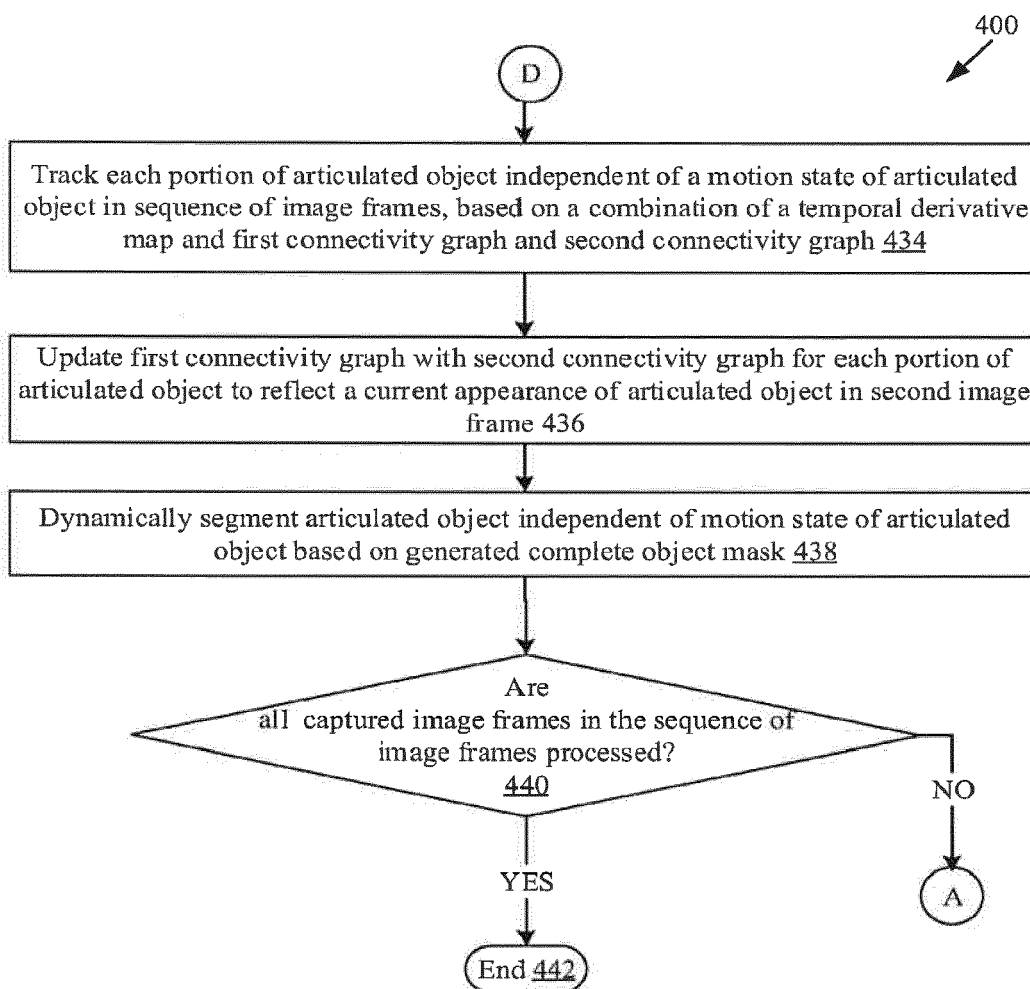 400
D
Track each portion of articulated object independent of a motion state of articulated
object in sequence of image frames, based on a combination of a temporal derivative
map and first connectivity graph and second connectivity graph 434
Update first connectivity graph with second connectivity graph for each portion of
articulated object to reflect a current appearance of articulated object in second image
frame 436
Dynamically segment articulated object independent of motion state of articulated
object based on generated complete object mask 438
Are
all captured image frames in the sequence of
image frames processed?
440
NO
YES
A
End 442